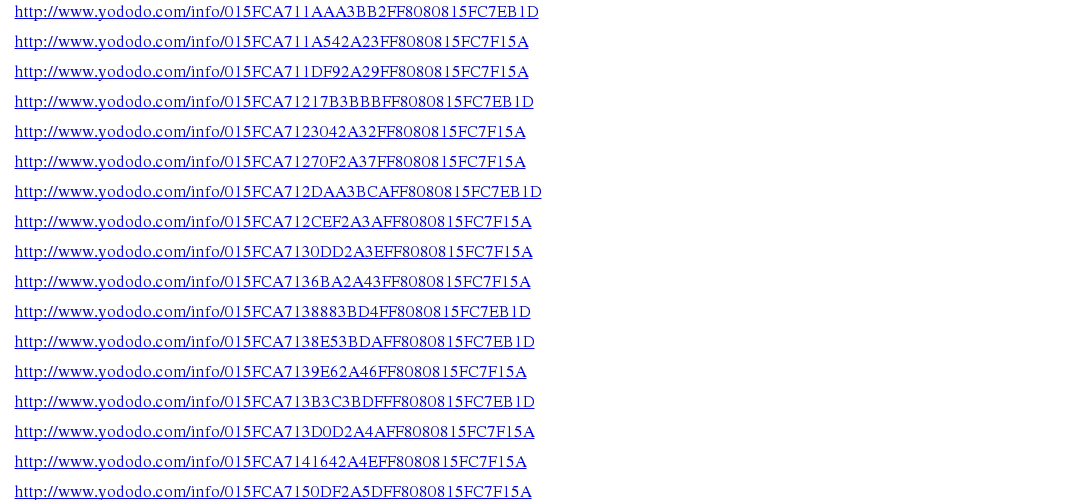 http://www.yododo.com/info/015FCA711AAA3BB2FF8080815FC7EB1D
http://www.yododo.com/info/015FCA711A542A23FF8080815FC7F15A
http://www.yododo.com/info/015FCA711DF92A29FF8080815FC7F15A
http://www.yododo.com/info/015FCA71217B3BBBFF8080815FC7EB1D
http://www.yododo.com/info/015FCA7123042A32FF8080815FC7F15A
http://www.yododo.com/info/015FCA71270F2A37FF8080815FC7F15A
http://www.yododo.com/info/015FCA712DAA3BCAFF8080815FC7EB1D
http://www.yododo.com/info/015FCA712CEF2A3AFF8080815FC7F15A
http://www.yododo.com/info/015FCA7130DD2A3EFF8080815FC7F15A
http://www.yododo.com/info/015FCA7136BA2A43FF8080815FC7F15A
http://www.yododo.com/info/015FCA7138883BD4FF8080815FC7EB1D
http://www.yododo.com/info/015FCA7138E53BDAFF8080815FC7EB1D
http://www.yododo.com/info/015FCA7139E62A46FF8080815FC7F15A
http://www.yododo.com/info/015FCA713B3C3BDFFF8080815FC7EB1D
http://www.yododo.com/info/015FCA713D0D2A4AFF8080815FC7F15A
http://www.yododo.com/info/015FCA7141642A4EFF8080815FC7F15A
http://www.yododo.com/info/015FCA7150DF2A5DFF8080815FC7F15A